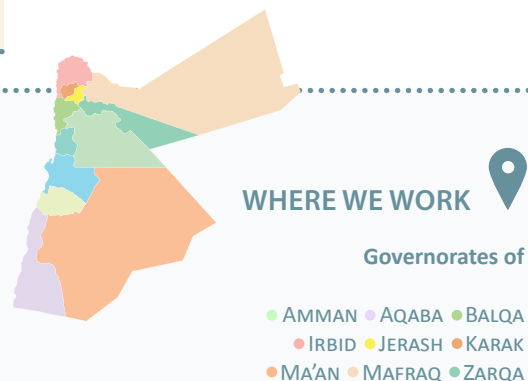 WHERE WE WORK
Governorates of
AMMAN AQABA BALQA
IRBID JERASH KARAK
MA'AN MAFRAQ ZARQA